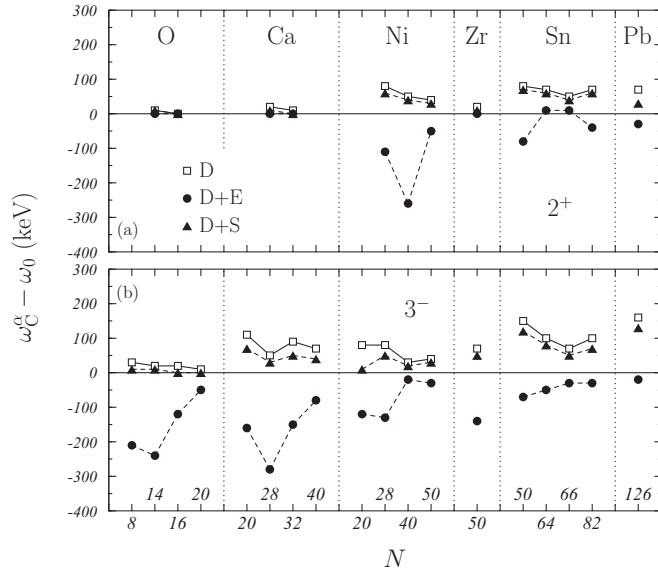 O Ca Ni Zr Sn Pb
300
200
100
0
-100
-200
-300
-400
D
D+E
D+S
(a)
2⁺
300
200
100
0
-100
-200
-300
-400
(b)
3⁻
14 20 28 40 28 50 50 66 126
8 16 20 32 20 40 50 64 82
N
ω_C^α − ω_0 (keV)